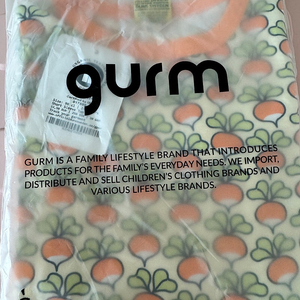 gurm
GURM IS A FAMILY LIFESTYLE BRAND THAT INTRODUCES
PRODUCTS FOR THE FAMILY'S EVERYDAY NEEDS. WE IMPORT,
DISTRIBUTE AND SELL CHILDREN'S CLOTHING BRANDS AND
VARIOUS LIFESTYLE BRANDS.